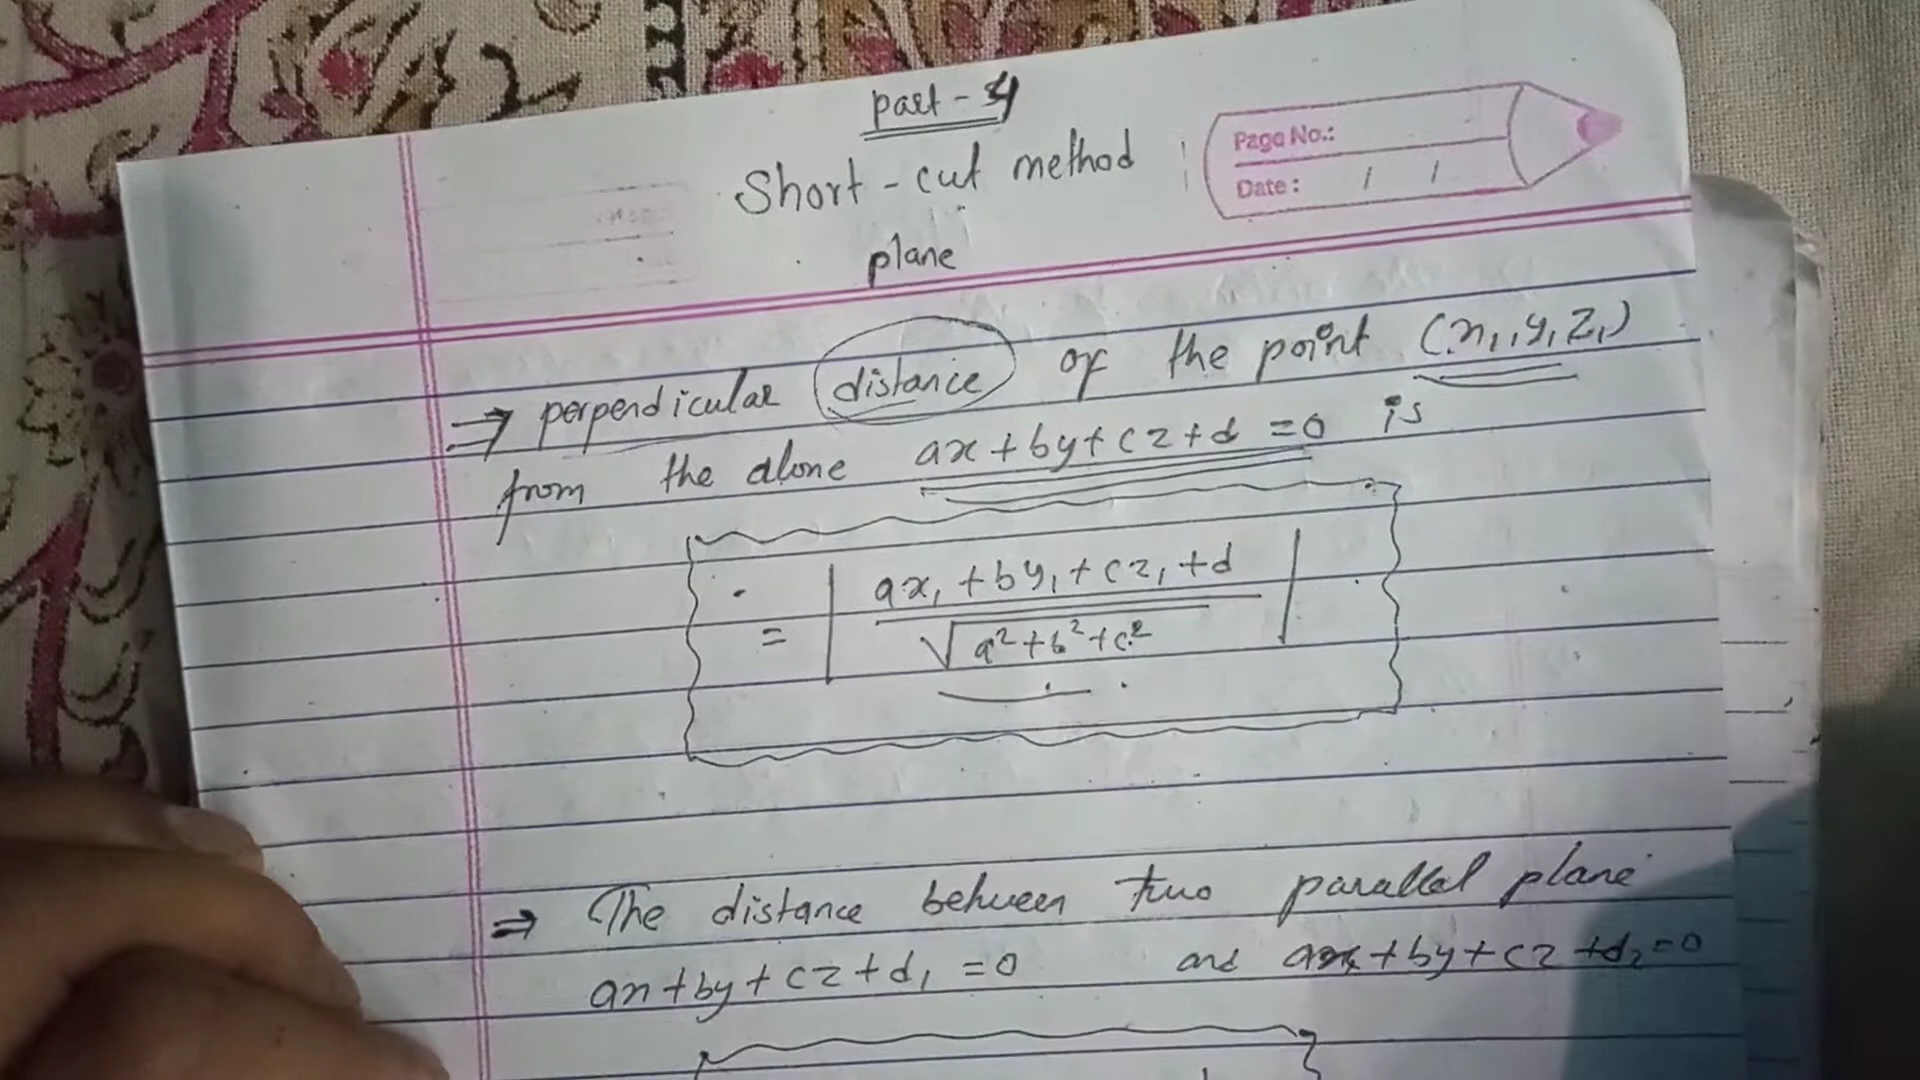 part - 4
Short - cut method
Page No.:
Date : / /
plane
⇒ perpendicular distance of the point (x₁, y₁ z₁)
from the alone ax + by + cz + d = 0 is
= | ax₁ + by₁ + cz₁ + d / √a² + b² + c² |
⇒ The distance between two parallel plane
ax + by + cz + d₁ = 0 and ax + by + cz + d₂ = 0